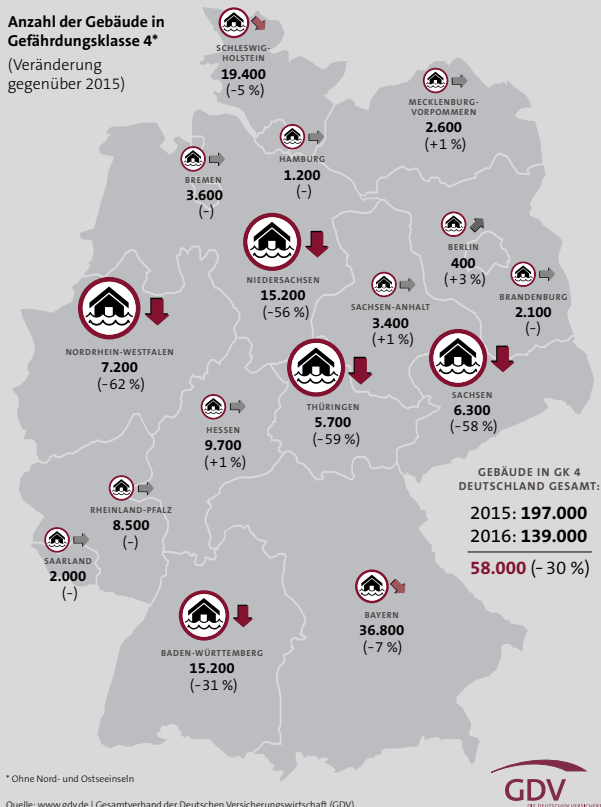 Anzahl der Gebäude in
Gefährdungsklasse 4*
(Veränderung
gegenüber 2015)
SCHLESWIG-
HOLSTEIN
19.400
(-5 %)
MECKLENBURG-
VORPOMMERN
2.600
(+1 %)
HAMBURG
1.200
(-)
BREMEN
3.600
(-)
BERLIN
400
(+3 %)
NIEDERSACHSEN
15.200
(-56 %)
BRANDENBURG
2.100
(-)
SACHSEN-ANHALT
3.400
(+1 %)
NORDRHEIN-WESTFALEN
7.200
(-62 %)
THÜRINGEN
5.700
(-59 %)
SACHSEN
6.300
(-58 %)
HESSEN
9.700
(+1 %)
GEBÄUDE IN GK 4
DEUTSCHLAND GESAMT:
2015: 197.000
2016: 139.000
58.000 (- 30 %)
RHEINLAND-PFALZ
8.500
(-)
SAARLAND
2.000
(-)
BAYERN
36.800
(-7 %)
BADEN-WÜRTTEMBERG
15.200
(-31 %)
* Ohne Nord- und Ostseeinseln
Quelle: www.gdv.de | Gesamtverband der Deutschen Versicherungswirtschaft (GDV)
GDV
DIE DEUTSCHEN